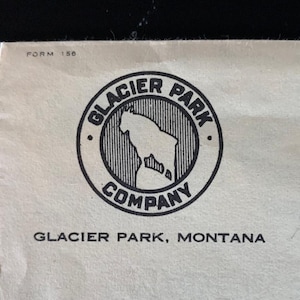 FORM 156
GLACIER PARK
COMPANY
GLACIER PARK, MONTANA